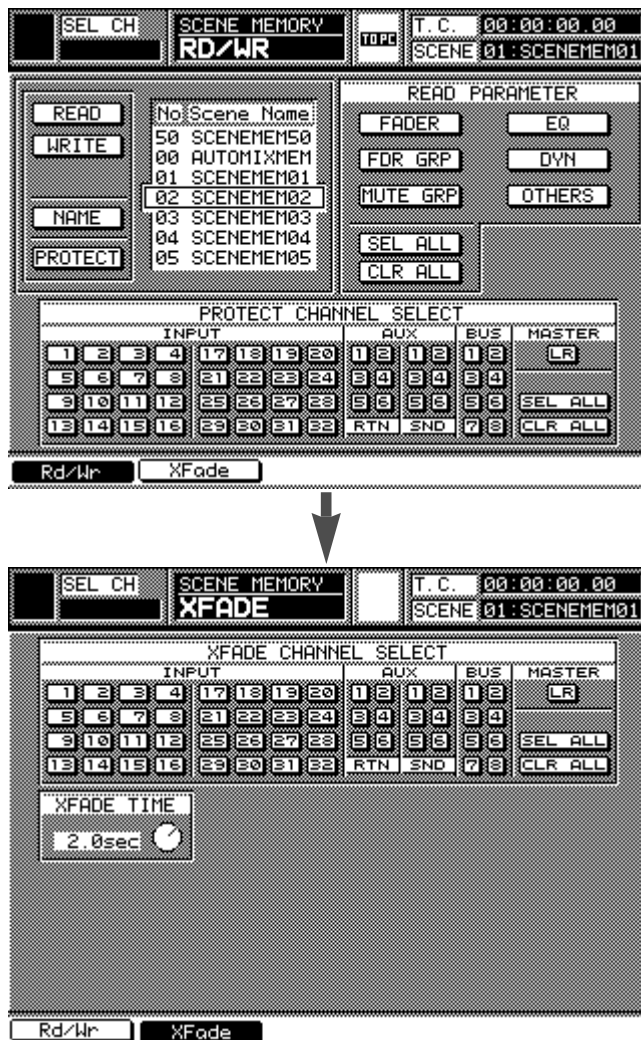 SEL CH SCENE MEMORY TO PC T.C. 00:00:00.00
RD/WR SCENE 01:SCENEMEM01
READ PARAMETER
READ
WRITE
NAME
PROTECT
No Scene Name
50 SCENEMEM50
00 AUTOMIXMEM
01 SCENEMEM01
02 SCENEMEM02
03 SCENEMEM03
04 SCENEMEM04
05 SCENEMEM05
FADER EQ
FDR GRP DYN
MUTE GRP OTHERS
SEL ALL
CLR ALL
PROTECT CHANNEL SELECT
INPUT AUX BUS MASTER
1 2 3 4 17 18 19 20 1 2 1 2 1 2 LR
5 6 7 8 21 22 23 24 3 4 3 4 3 4
9 10 11 12 25 26 27 28 5 6 5 6 5 6 SEL ALL
13 14 15 16 29 30 31 32 RTN SND 7 8 CLR ALL
Rd/Wr XFade
SEL CH SCENE MEMORY T.C. 00:00:00.00
XFADE SCENE 01:SCENEMEM01
XFADE CHANNEL SELECT
INPUT AUX BUS MASTER
1 2 3 4 17 18 19 20 1 2 1 2 1 2 LR
5 6 7 8 21 22 23 24 3 4 3 4 3 4
9 10 11 12 25 26 27 28 5 6 5 6 5 6 SEL ALL
13 14 15 16 29 30 31 32 RTN SND 7 8 CLR ALL
XFADE TIME
2.0sec
Rd/Wr XFade